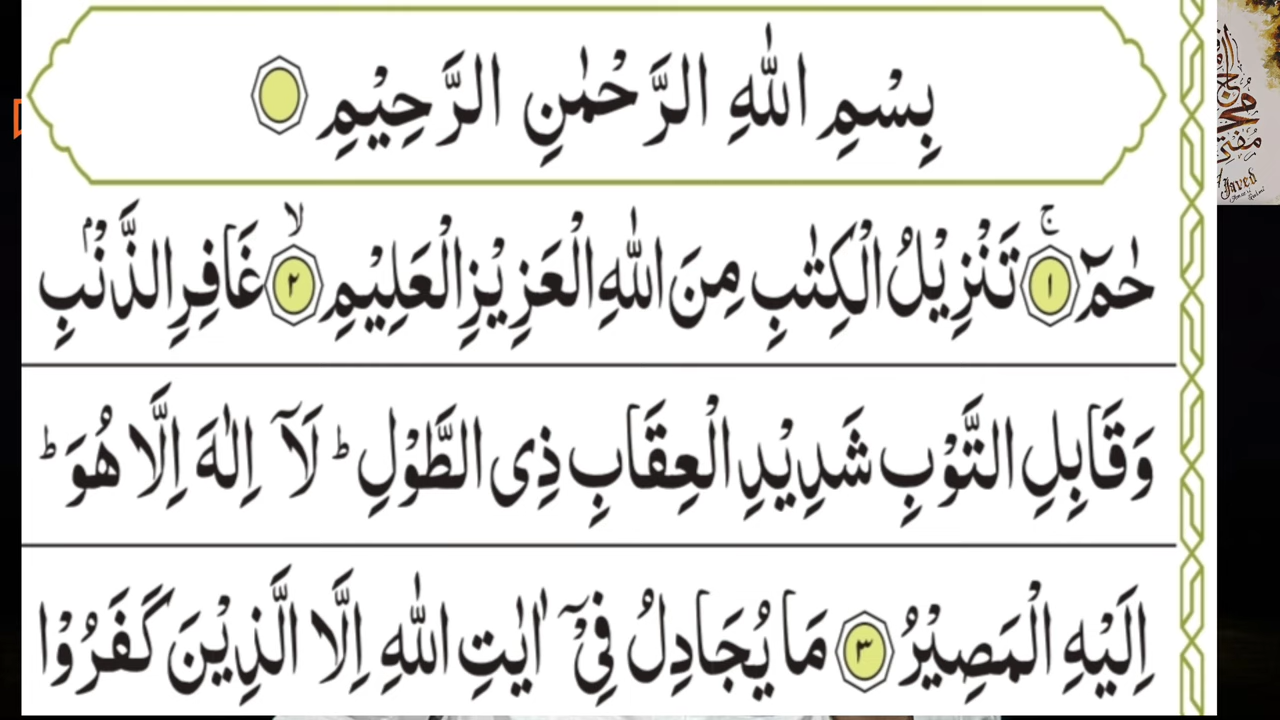 بِسْمِ اللّٰهِ الرَّحْمٰنِ الرَّحِيْمِ
حٰمٓ ۚ﴿۱﴾ تَنْزِيْلُ الْكِتٰبِ مِنَ اللّٰهِ الْعَزِيْزِ الْعَلِيْمِ ۙ﴿۲﴾ غَافِرِ الذَّنْۢبِ
وَقَابِلِ التَّوْبِ شَدِيْدِ الْعِقَابِ ذِى الطَّوْلِ ؕ لَاۤ اِلٰهَ اِلَّا هُوَ ؕ
اِلَيْهِ الْمَصِيْرُ ﴿۳﴾ مَا يُجَادِلُ فِىْۤ اٰيٰتِ اللّٰهِ اِلَّا الَّذِيْنَ كَفَرُوْا
Javed